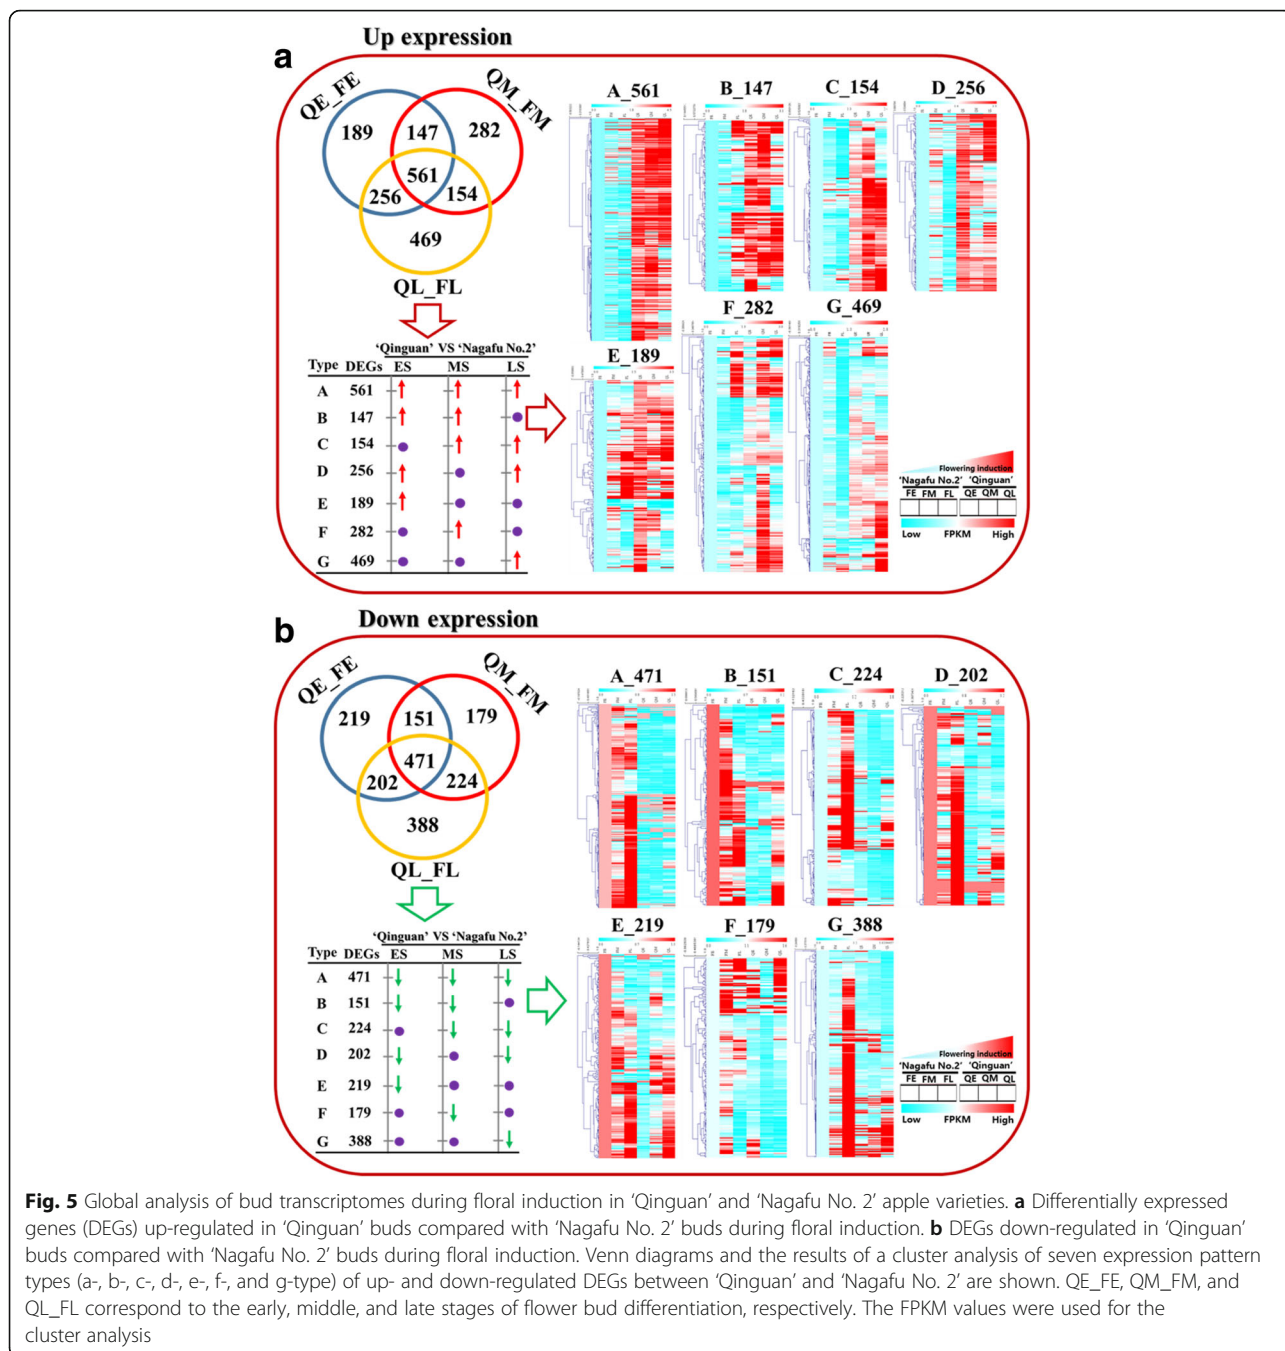 a
Up expression
QE_FE
QM_FM
189
147
282
561
256
154
469
QL_FL
‘Qinguan’ VS ‘Nagafu No.2’
Type DEGs ES MS LS
A 561
B 147
C 154
D 256
E 189
F 282
G 469
A_561
B_147
C_154
D_256
E_189
F_282
G_469
Flowering induction
‘Nagafu No.2’ ‘Qinguan’
FE FM FL QE QM QL
Low FPKM High
b
Down expression
QE_FE
QM_FM
219
151
179
471
202
224
388
QL_FL
‘Qinguan’ VS ‘Nagafu No.2’
Type DEGs ES MS LS
A 471
B 151
C 224
D 202
E 219
F 179
G 388
A_471
B_151
C_224
D_202
E_219
F_179
G_388
Flowering induction
‘Nagafu No.2’ ‘Qinguan’
FE FM FL QE QM QL
Low FPKM High
Fig. 5 Global analysis of bud transcriptomes during floral induction in ‘Qinguan’ and ‘Nagafu No. 2’ apple varieties. a Differentially expressed
genes (DEGs) up-regulated in ‘Qinguan’ buds compared with ‘Nagafu No. 2’ buds during floral induction. b DEGs down-regulated in ‘Qinguan’
buds compared with ‘Nagafu No. 2’ buds during floral induction. Venn diagrams and the results of a cluster analysis of seven expression pattern
types (a-, b-, c-, d-, e-, f-, and g-type) of up- and down-regulated DEGs between ‘Qinguan’ and ‘Nagafu No. 2’ are shown. QE_FE, QM_FM, and
QL_FL correspond to the early, middle, and late stages of flower bud differentiation, respectively. The FPKM values were used for the
cluster analysis